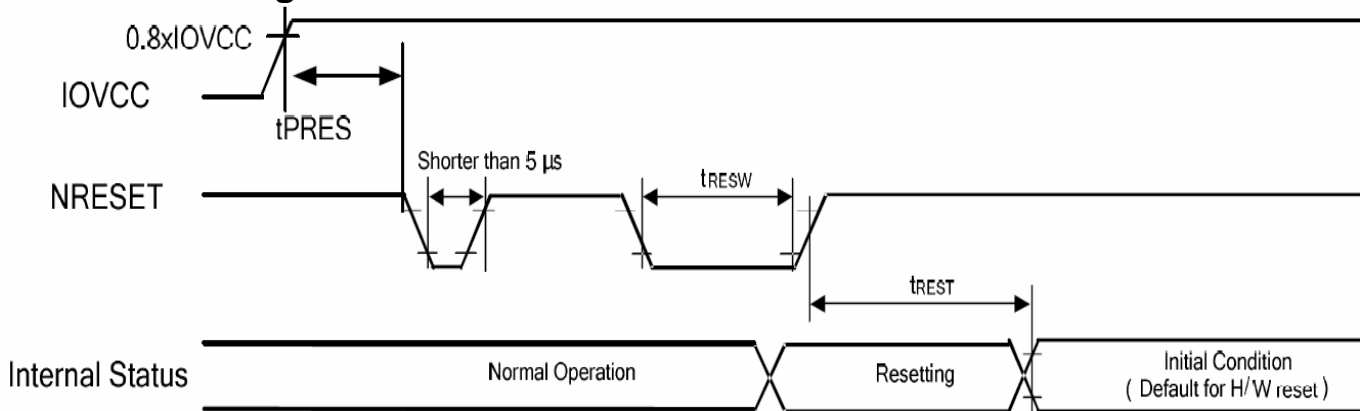 0.8xIOVCC
IOVCC
tPRES
Shorter than 5 µs
tRESW
NRESET
tREST
Internal Status
Normal Operation
Resetting
Initial Condition
( Default for H/W reset )